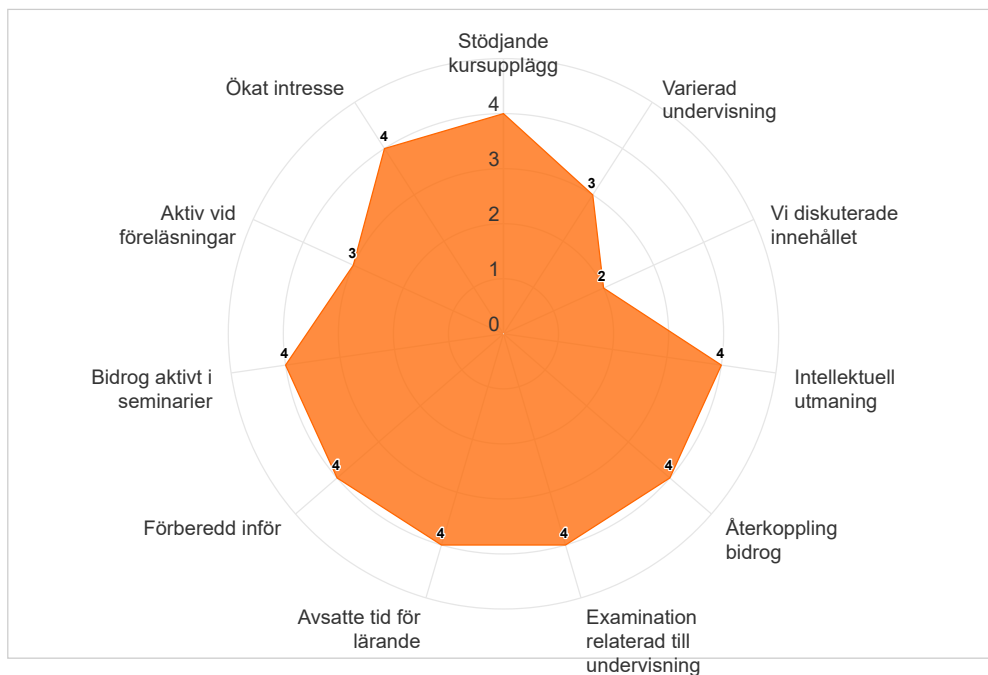 Stödjande
kursupplägg
Ökat intresse
Varierad
undervisning
4
4
3
3
Aktiv vid
föreläsningar
Vi diskuterade
innehållet
2
3
2
1
0
4
4
Bidrog aktivt i
seminarier
Intellektuell
utmaning
4
4
Förberedd inför
Återkoppling
bidrog
4
4
Avsatte tid för
lärande
Examination
relaterad till
undervisning